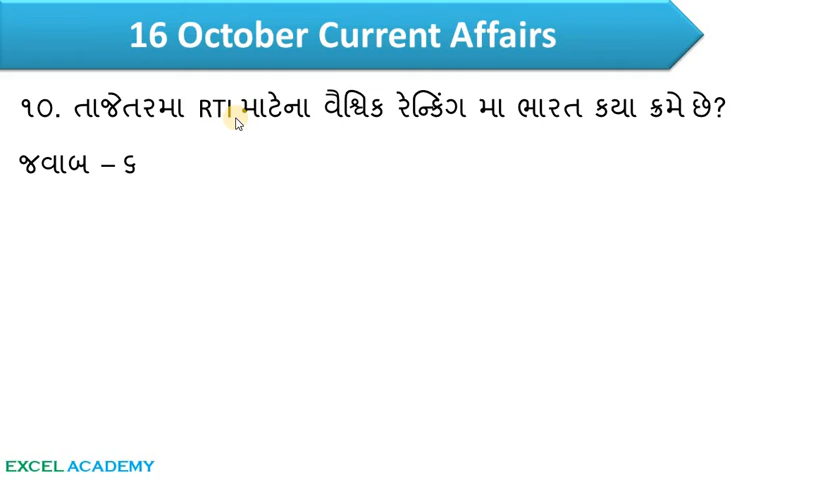 16 October Current Affairs
૧૦. તાજેતરમા RTI માટેના વૈશ્વિક રેન્કિંગ મા ભારત કયા ક્રમે છે?
જવાબ – ૬
EXCEL ACADEMY